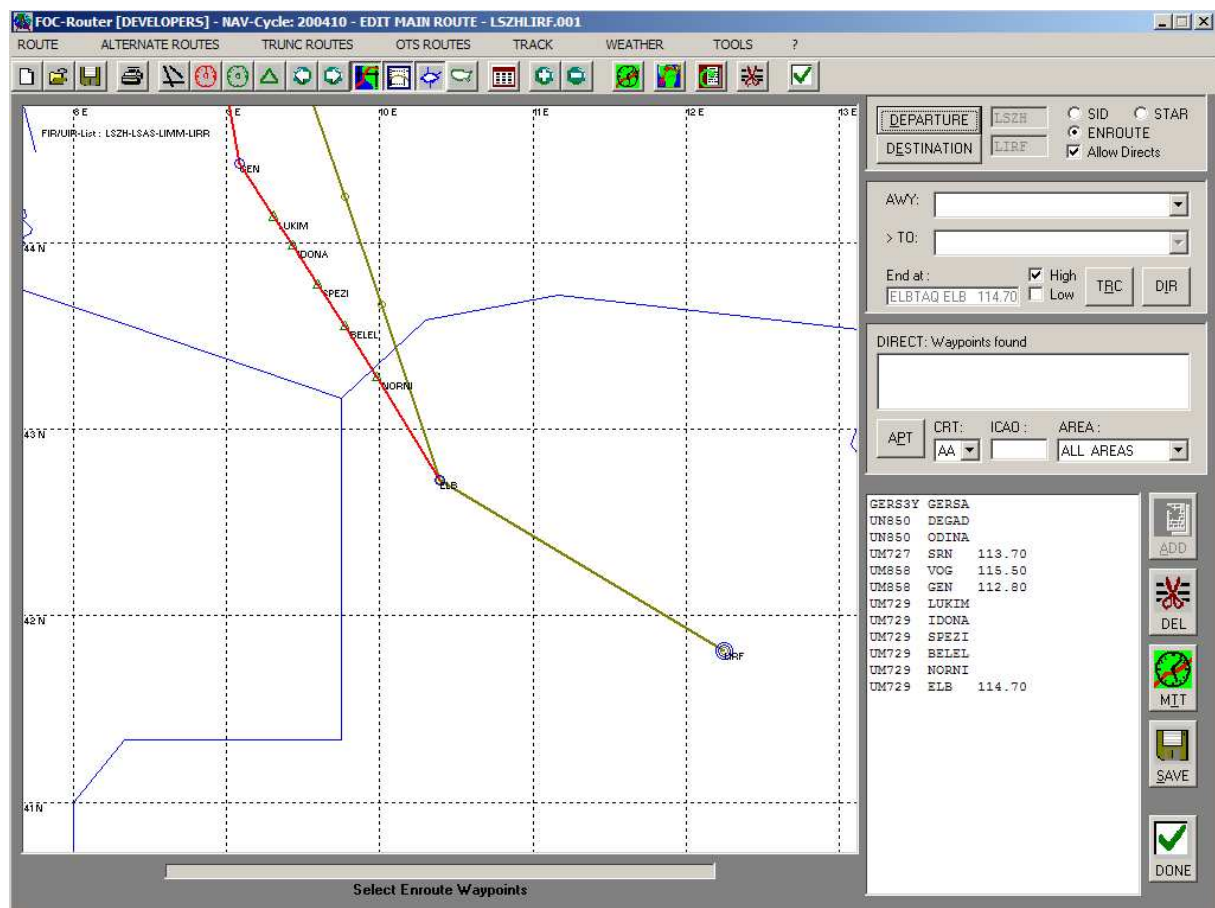 FOC-Router [DEVELOPERS] - NAV-Cycle: 200410 - EDIT MAIN ROUTE - LSZHLIRF.001
ROUTE ALTERNATE ROUTES TRUNC ROUTES OTS ROUTES TRACK WEATHER TOOLS ?
8 E 9 E 10 E 11 E 12 E 13 E
FIR/UIR-List : LSZH-LSAS-LIMM-LIRR
GEN
LUKIM
44 N
IDONA
SPEZI
BELEL
NORNI
43 N
ELB
42 N
LIRF
41 N
Select Enroute Waypoints
DEPARTURE LSZH SID STAR
ENROUTE
DESTINATION LIRF Allow Directs
AWY:
> TO:
End at : High
ELBTAQ ELB 114.70 Low TRC DIR
DIRECT: Waypoints found
CRT: ICAO : AREA :
APT AA ALL AREAS
GERS3Y GERSA
UN850 DEGAD
UN850 ODINA
UM727 SRN 113.70
UM858 VOG 115.50
UM858 GEN 112.80
UM729 LUKIM
UM729 IDONA
UM729 SPEZI
UM729 BELEL
UM729 NORNI
UM729 ELB 114.70
ADD
DEL
MTT
SAVE
DONE